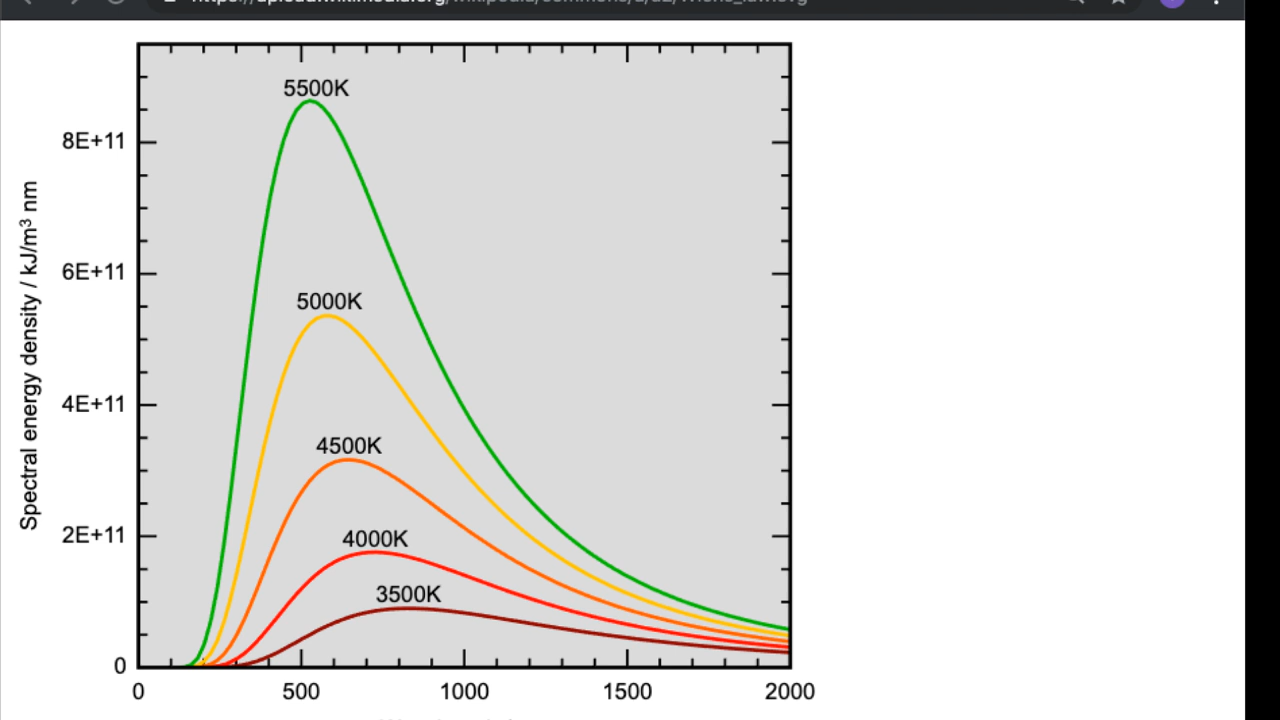 5500K
8E+11
6E+11
5000K
4E+11
4500K
2E+11
4000K
3500K
0
Spectral energy density / kJ/m³ nm
0 500 1000 1500 2000